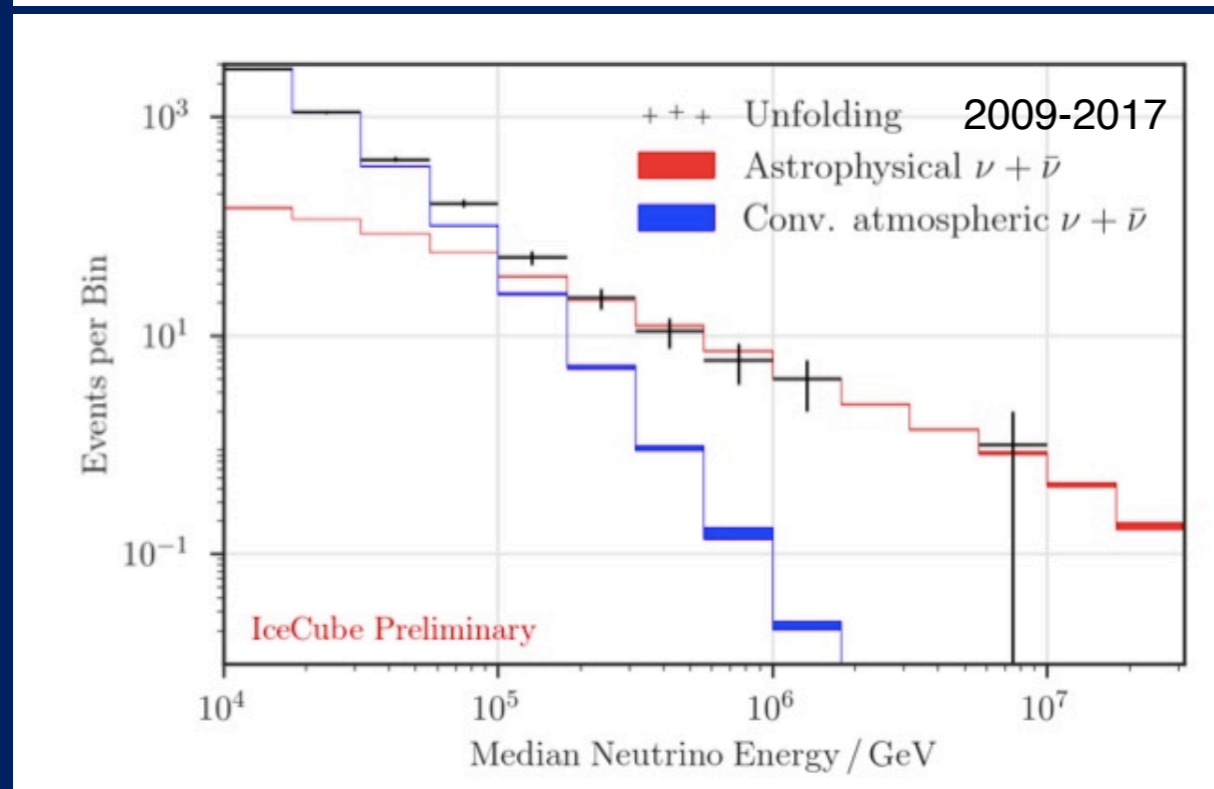 + + + Unfolding 2009-2017
Astrophysical ν + ν̄
Conv. atmospheric ν + ν̄
10³
10¹
10⁻¹
Events per Bin
IceCube Preliminary
10⁴ 10⁵ 10⁶ 10⁷
Median Neutrino Energy / GeV